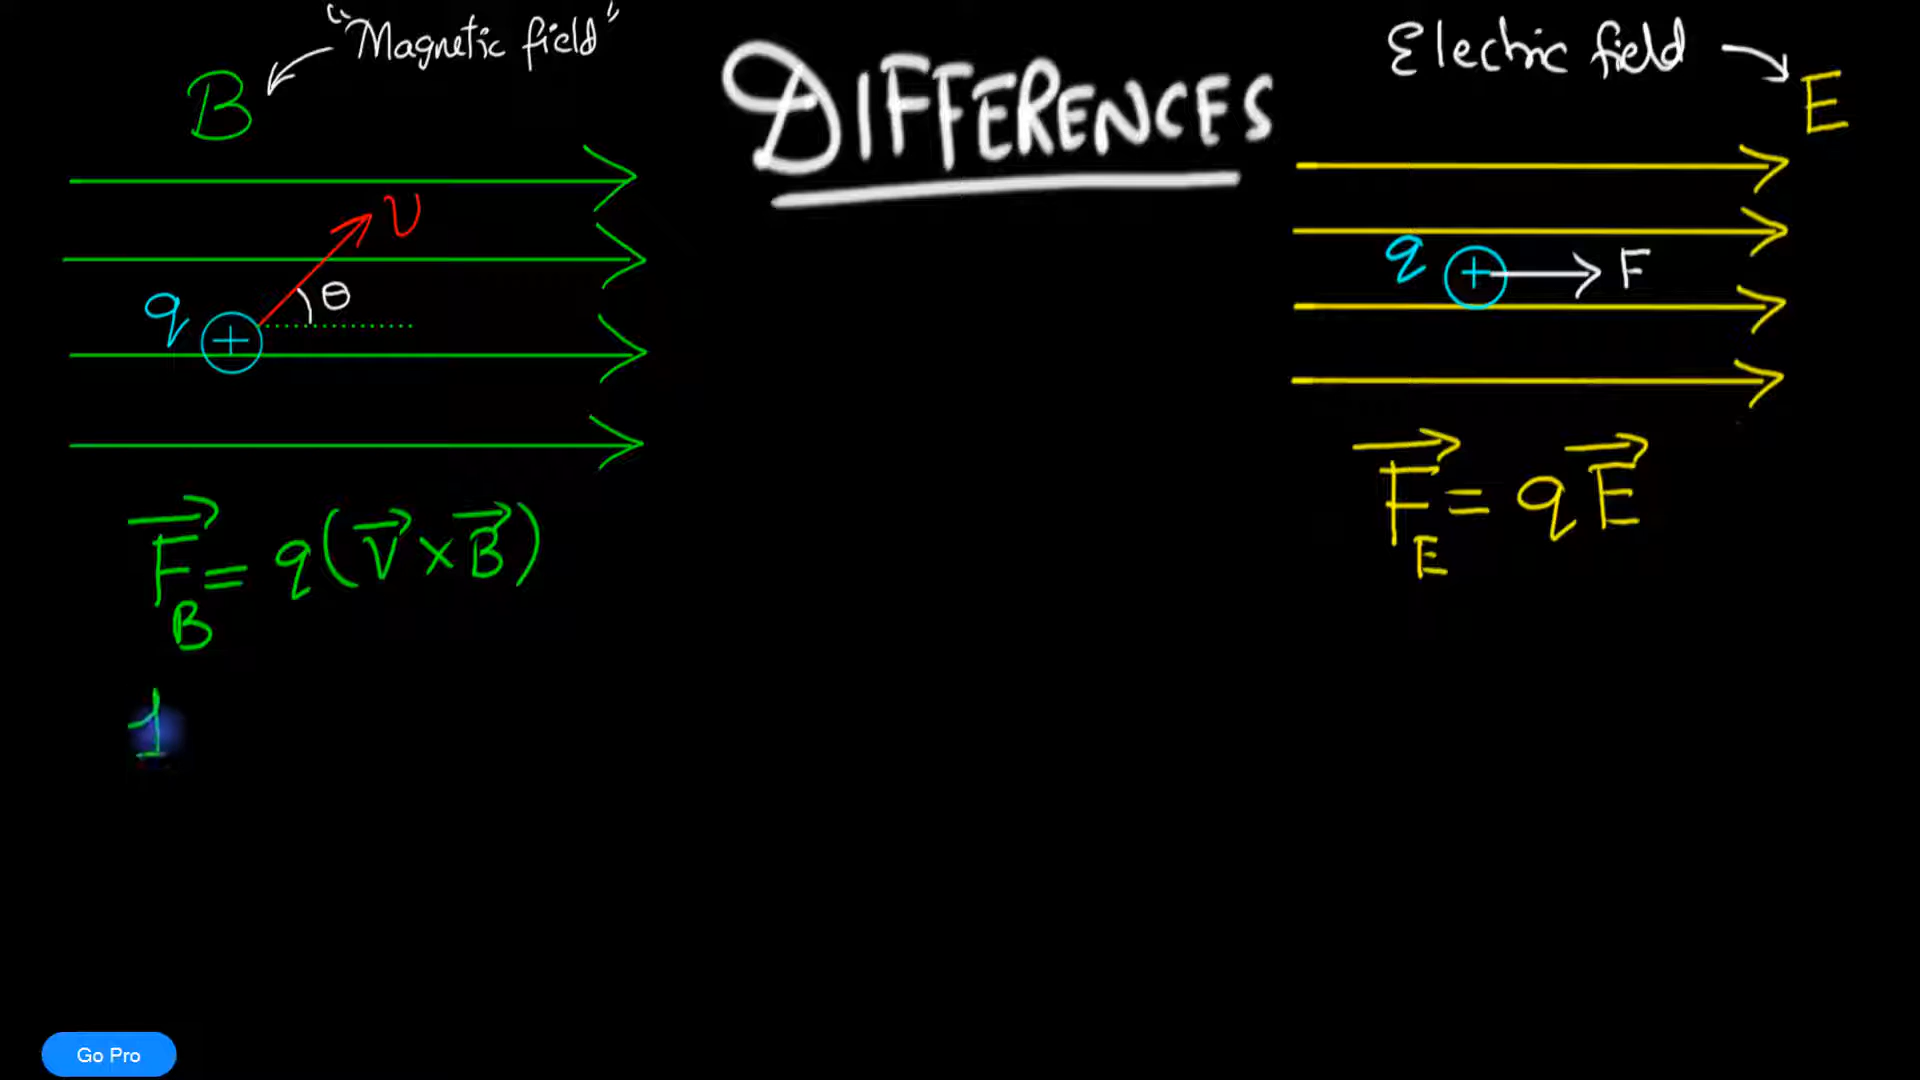 "Magnetic field"
B
DIFFERENCES
Electric field
E
υ
θ
q
+
q
+
F
F_B = q(v×B)
F_E = qE
1
Go Pro